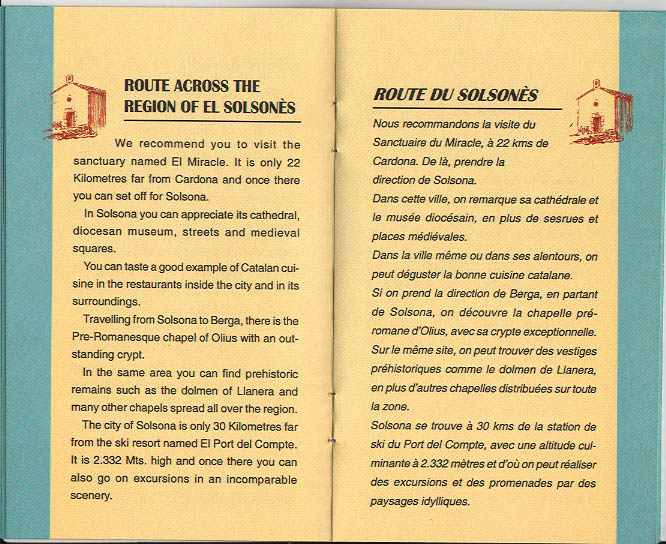 ROUTE ACROSS THE
REGION OF EL SOLSONÈS
We recommend you to visit the
sanctuary named El Miracle. It is only 22
Kilometres far from Cardona and once there
you can set off for Solsona.
In Solsona you can appreciate its cathedral,
diocesan museum, streets and medieval
squares.
You can taste a good example of Catalan cui-
sine in the restaurants inside the city and in its
surroundings.
Travelling from Solsona to Berga, there is the
Pre-Romanesque chapel of Olius with an out-
standing crypt.
In the same area you can find prehistoric
remains such as the dolmen of Llanera and
many other chapels spread all over the region.
The city of Solsona is only 30 Kilometres far
from the ski resort named El Port del Compte.
It is 2.332 Mts. high and once there you can
also go on excursions in an incomparable
scenery.
ROUTE DU SOLSONÈS
Nous recommandons la visite du
Sanctuaire du Miracle, à 22 kms de
Cardona. De là, prendre la
direction de Solsona.
Dans cette ville, on remarque sa cathédrale et
le musée diocésain, en plus de sesrues et
places médiévales.
Dans la ville même ou dans ses alentours, on
peut déguster la bonne cuisine catalane.
Si on prend la direction de Berga, en partant
de Solsona, on découvre la chapelle pré-
romane d'Olius, avec sa crypte exceptionnelle.
Sur le même site, on peut trouver des vestiges
préhistoriques comme le dolmen de Llanera,
en plus d'autres chapelles distribuées sur toute
la zone.
Solsona se trouve à 30 kms de la station de
ski du Port del Compte, avec une altitude cul-
minante à 2.332 mètres et d'où on peut réaliser
des excursions et des promenades par des
paysages idylliques.